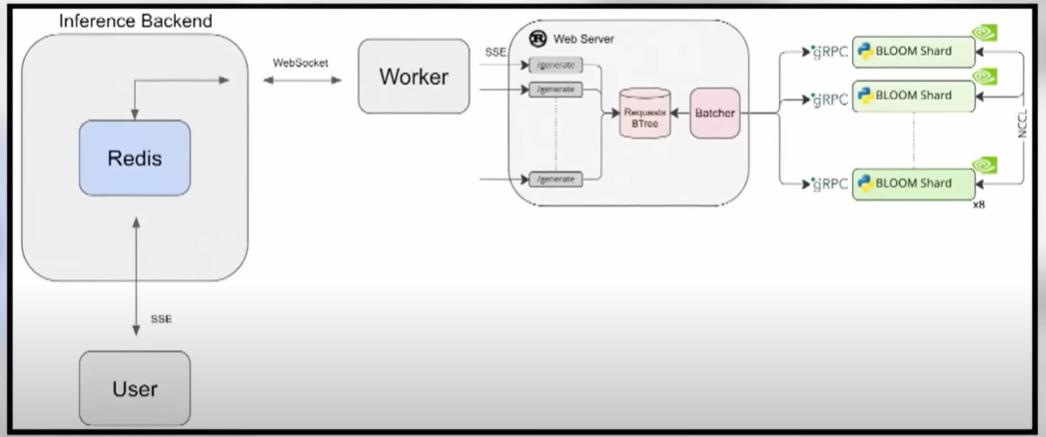 Inference Backend
WebSocket
Redis
SSE
User
Worker
SSE
R Web Server
/generate
/generate
/generate
Requests
BTree
Batcher
gRPC BLOOM Shard
gRPC BLOOM Shard
gRPC BLOOM Shard
x8
NCCL